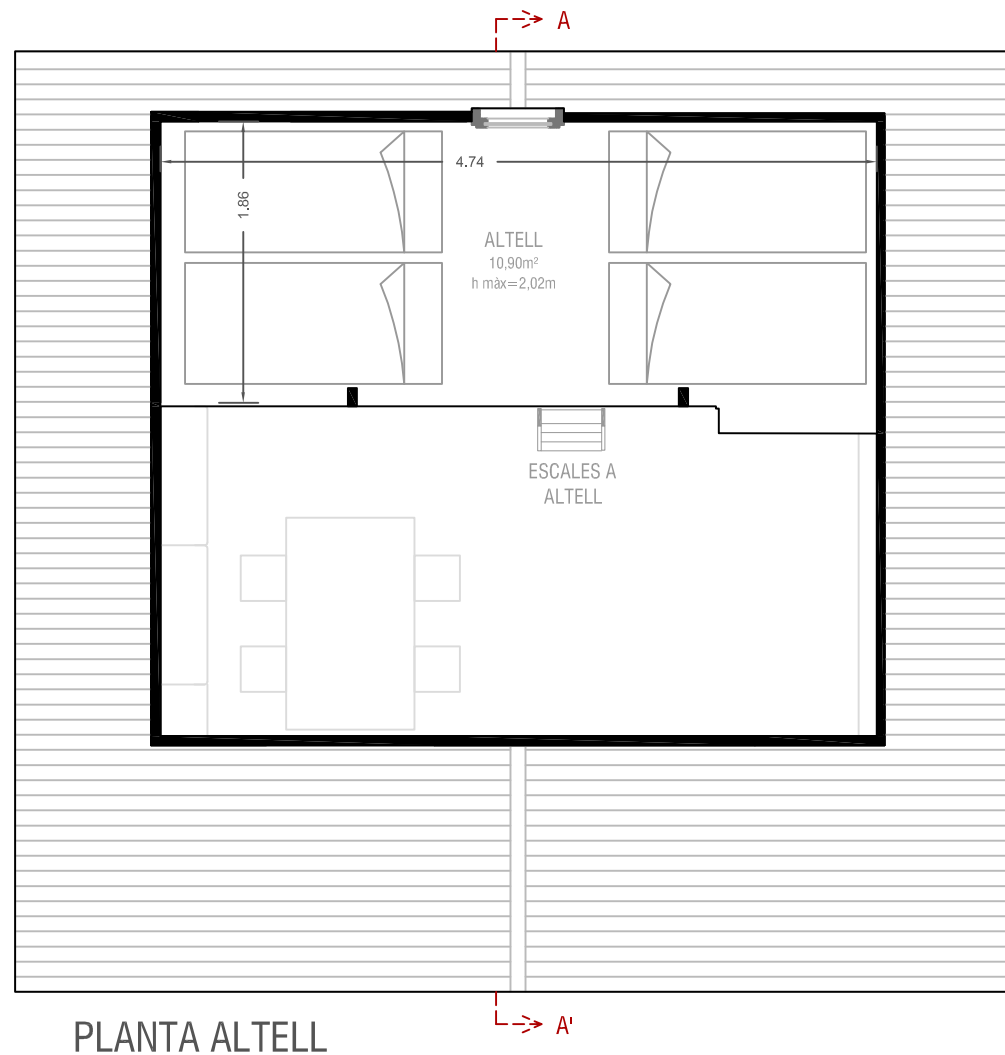 A
4.74
1.86
ALTELL
10,90m²
h màx=2,02m
ESCALES A
ALTELL
A'
PLANTA ALTELL